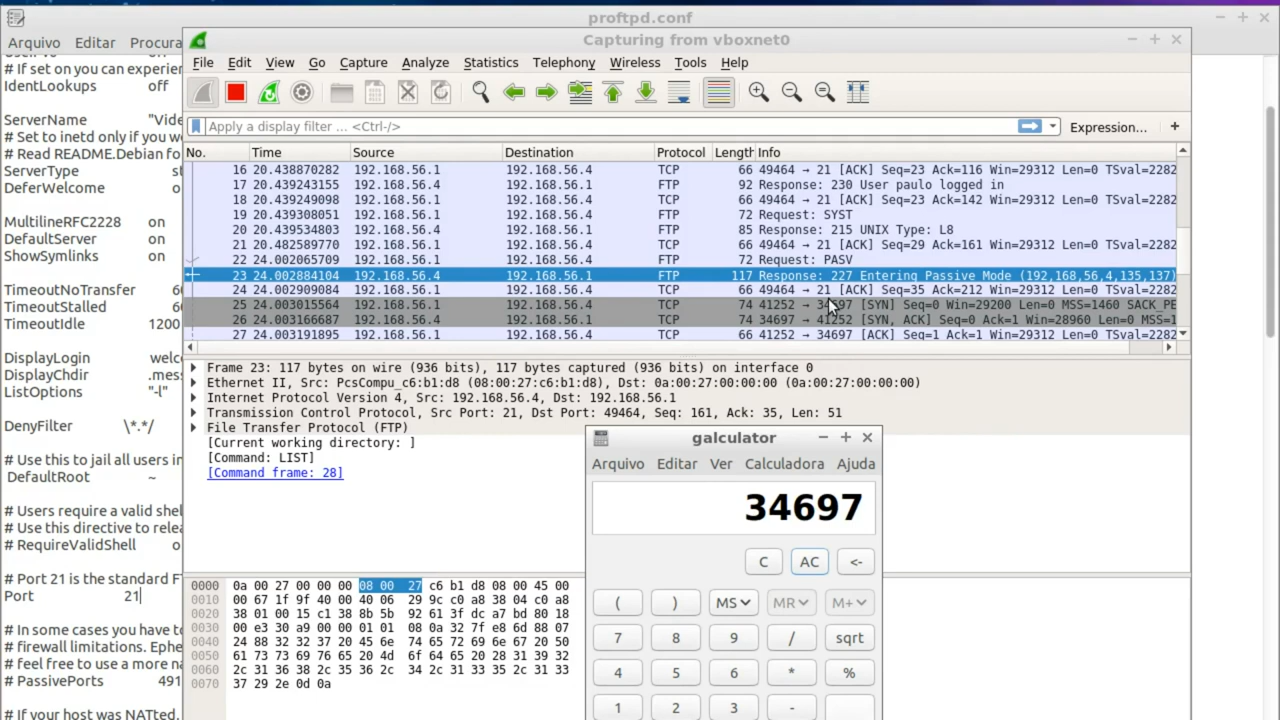 proftpd.conf
Arquivo Editar Procura
# If set on you can experien
IdentLookups off
ServerName "Vide
# Set to inetd only if you wo
# Read README.Debian fo
ServerType st
DeferWelcome o
MultilineRFC2228 on
DefaultServer on
ShowSymlinks on
TimeoutNoTransfer 60
TimeoutStalled 60
TimeoutIdle 1200
DisplayLogin welc
DisplayChdir .mess
ListOptions "-l"
DenyFilter \*.*/
# Use this to jail all users in
DefaultRoot ~
# Users require a valid shel
# Use this directive to relea
# RequireValidShell o
# Port 21 is the standard FT
Port 21
# In some cases you have to
# firewall limitations. Ephe
# feel free to use a more na
# PassivePorts 491
# If your host was NATted,
Capturing from vboxnet0
File Edit View Go Capture Analyze Statistics Telephony Wireless Tools Help
Apply a display filter ... <Ctrl-/> Expression... +
No. Time Source Destination Protocol Length Info
16 20.438870282 192.168.56.1 192.168.56.4 TCP 66 49464 → 21 [ACK] Seq=23 Ack=116 Win=29312 Len=0 TSval=2282
17 20.439243155 192.168.56.4 192.168.56.1 FTP 92 Response: 230 User paulo logged in
18 20.439249098 192.168.56.1 192.168.56.4 TCP 66 49464 → 21 [ACK] Seq=23 Ack=142 Win=29312 Len=0 TSval=2282
19 20.439308051 192.168.56.1 192.168.56.4 FTP 72 Request: SYST
20 20.439534803 192.168.56.4 192.168.56.1 FTP 85 Response: 215 UNIX Type: L8
21 20.482589770 192.168.56.1 192.168.56.4 TCP 66 49464 → 21 [ACK] Seq=29 Ack=161 Win=29312 Len=0 TSval=2282
22 24.002065709 192.168.56.1 192.168.56.4 FTP 72 Request: PASV
23 24.002884104 192.168.56.4 192.168.56.1 FTP 117 Response: 227 Entering Passive Mode (192,168,56,4,135,137)
24 24.002909084 192.168.56.1 192.168.56.4 TCP 66 49464 → 21 [ACK] Seq=35 Ack=212 Win=29312 Len=0 TSval=2282
25 24.003015564 192.168.56.1 192.168.56.4 TCP 74 41252 → 34697 [SYN] Seq=0 Win=29200 Len=0 MSS=1460 SACK_PE
26 24.003166687 192.168.56.4 192.168.56.1 TCP 74 34697 → 41252 [SYN, ACK] Seq=0 Ack=1 Win=28960 Len=0 MSS=1
27 24.003191895 192.168.56.1 192.168.56.4 TCP 66 41252 → 34697 [ACK] Seq=1 Ack=1 Win=29312 Len=0 TSval=2282
Frame 23: 117 bytes on wire (936 bits), 117 bytes captured (936 bits) on interface 0
Ethernet II, Src: PcsCompu_c6:b1:d8 (08:00:27:c6:b1:d8), Dst: 0a:00:27:00:00:00 (0a:00:27:00:00:00)
Internet Protocol Version 4, Src: 192.168.56.4, Dst: 192.168.56.1
Transmission Control Protocol, Src Port: 21, Dst Port: 49464, Seq: 161, Ack: 35, Len: 51
File Transfer Protocol (FTP)
[Current working directory: ]
[Command: LIST]
[Command frame: 28]
0000 0a 00 27 00 00 00 08 00 27 c6 b1 d8 08 00 45 00
0010 00 67 1f 9f 40 00 40 06 29 9c c0 a8 38 04 c0 a8
0020 38 01 00 15 c1 38 8b 5b 92 61 3f dc a7 bd 80 18
0030 00 e3 30 a9 00 00 01 01 08 0a 32 7f e8 6d 88 07
0040 24 88 32 32 37 20 45 6e 74 65 72 69 6e 67 20 50
0050 61 73 73 69 76 65 20 4d 6f 64 65 20 28 31 39 32
0060 2c 31 36 38 2c 35 36 2c 34 2c 31 33 35 2c 31 33
0070 37 29 2e 0d 0a
galculator
Arquivo Editar Ver Calculadora Ajuda
34697
C AC <-
( ) MS MR M+
7 8 9 / sqrt
4 5 6 * %
1 2 3 -